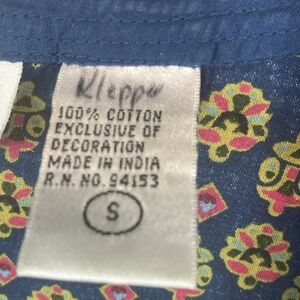 Klepper
100% COTTON
EXCLUSIVE OF
DECORATION
MADE IN INDIA
R.N. NO. 94153
S